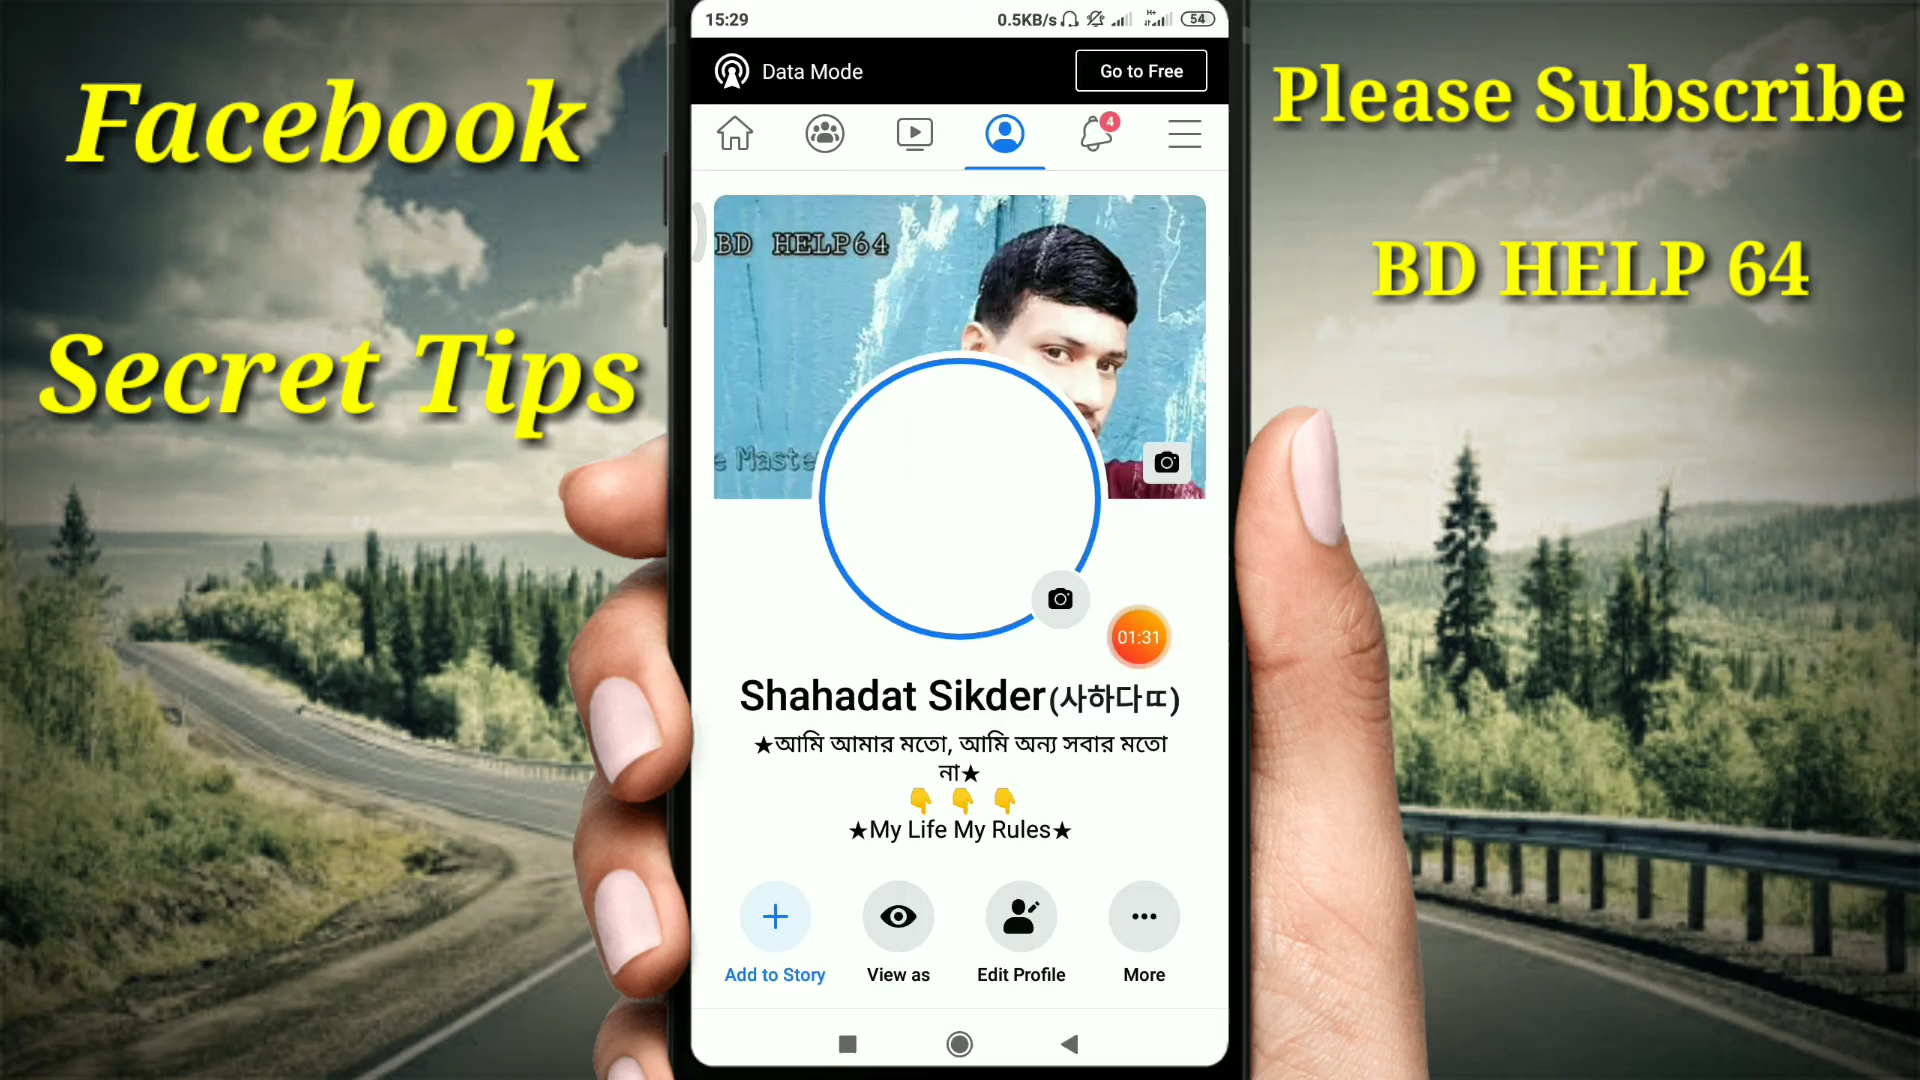 Facebook
Secret Tips
Please Subscribe
BD HELP 64
15:29
0.5KB/s
H+
54
Data Mode
Go to Free
4
BD HELP64
e Maste
01:31
Shahadat Sikder(사하다ㄸ)
★আমি আমার মতো, আমি অন্য সবার মতো
না★
👇 👇 👇
★My Life My Rules★
Add to Story
View as
Edit Profile
More